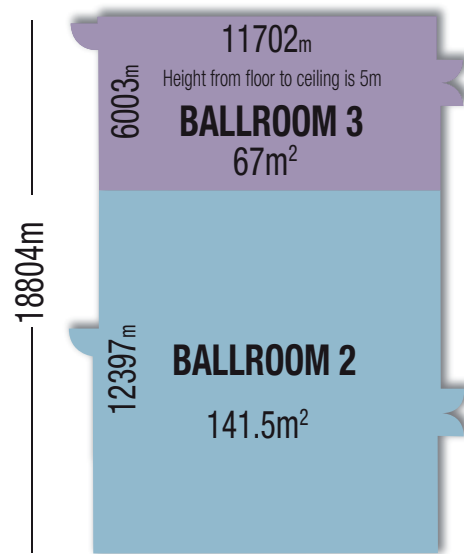 11702m
Height from floor to ceiling is 5m
6003m
BALLROOM 3
67m²
18804m
12397m
BALLROOM 2
141.5m²